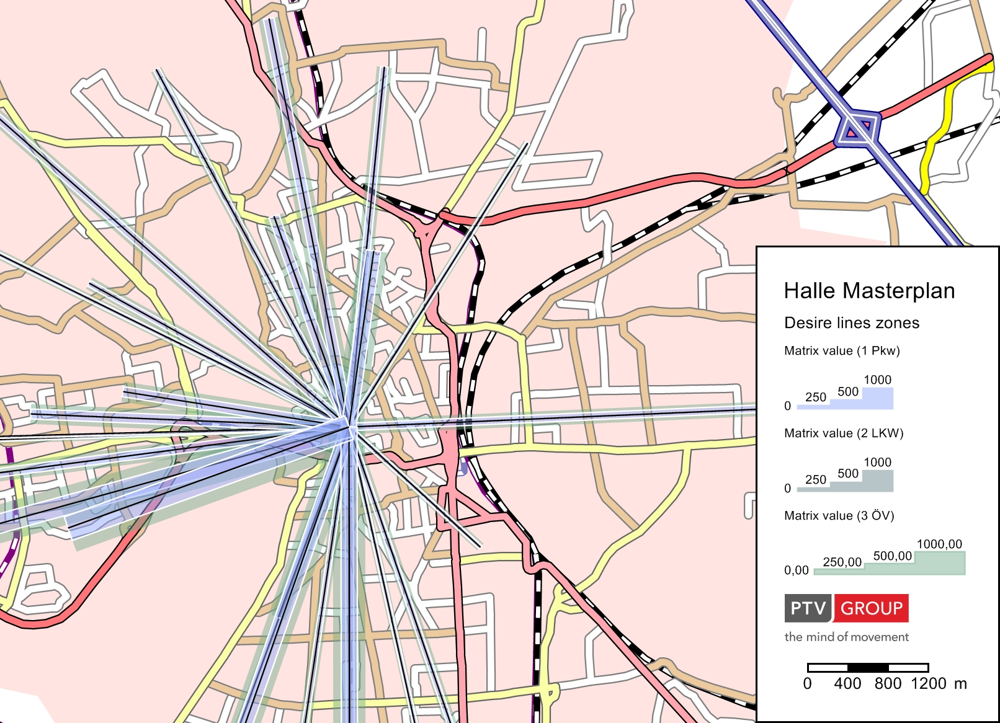 Halle Masterplan
Desire lines zones
Matrix value (1 Pkw)
0 250 500 1000
Matrix value (2 LKW)
0 250 500 1000
Matrix value (3 ÖV)
0,00 250,00 500,00 1000,00
PTV GROUP
the mind of movement
0 400 800 1200 m